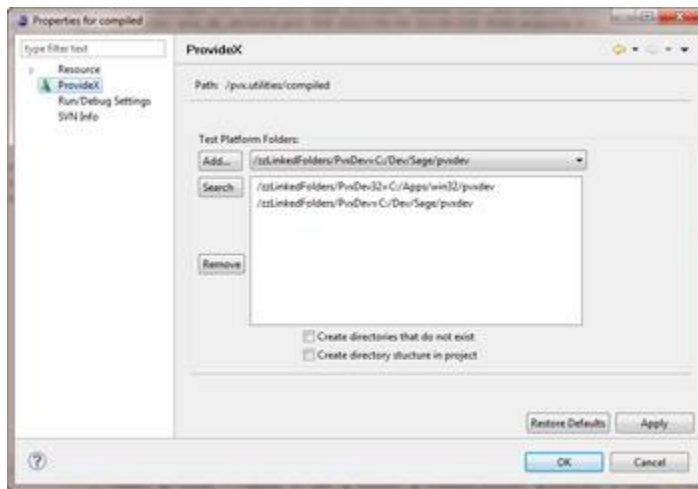 Properties for compiled
type filter text
ProvideX
Resource
ProvideX
Run/Debug Settings
SVN Info
Path: /pvx.utilities/compiled
Test Platform Folders:
Add...
/zzLinkedFolders/PvxDev=C:/Dev/Sage/pvxdev
Search
/zzLinkedFolders/PvxDev32=C:/Apps/win32/pvxdev
/zzLinkedFolders/PvxDev=C:/Dev/Sage/pvxdev
Remove
Create directories that do not exist
Create directory stucture in project
Restore Defaults
Apply
OK
Cancel